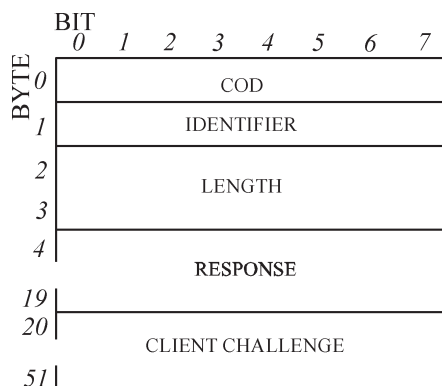 BIT
0 1 2 3 4 5 6 7
BYTE
0 COD
1 IDENTIFIER
2
LENGTH
3
4
RESPONSE
19
20
CLIENT CHALLENGE
51